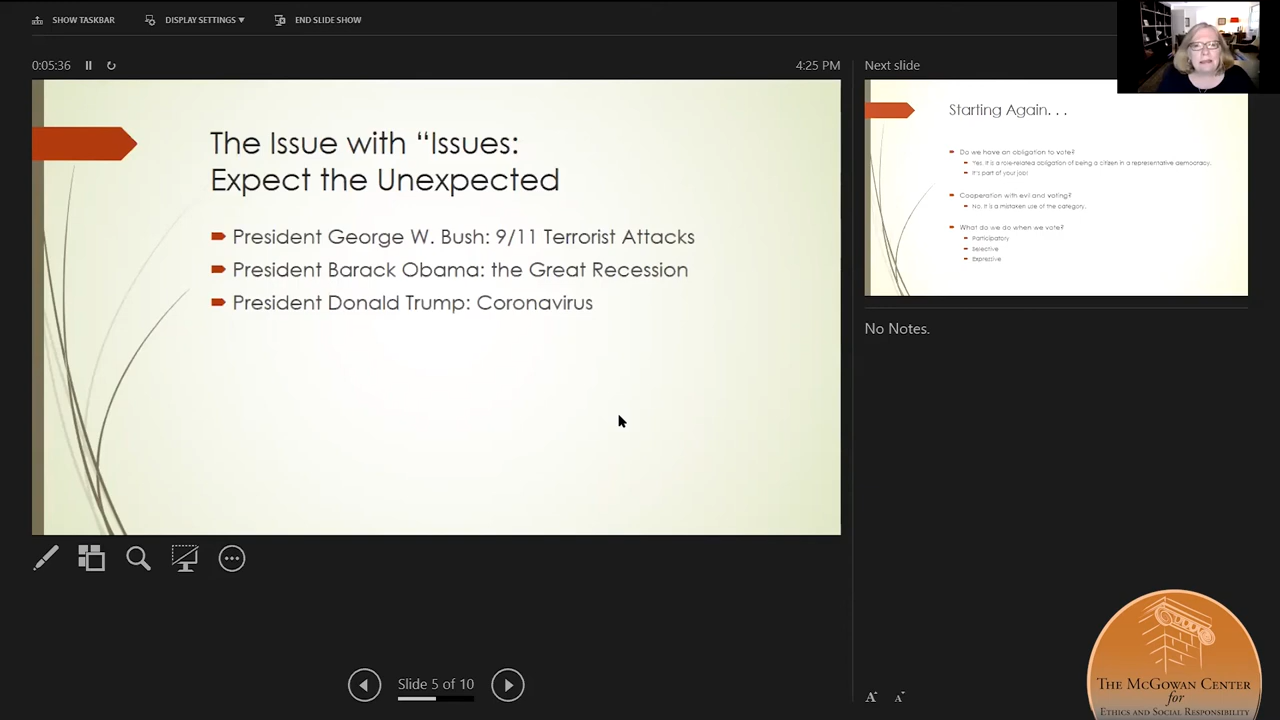 SHOW TASKBAR
DISPLAY SETTINGS ▼
END SLIDE SHOW
0:05:36
4:25 PM
The Issue with “Issues:
Expect the Unexpected
President George W. Bush: 9/11 Terrorist Attacks
President Barack Obama: the Great Recession
President Donald Trump: Coronavirus
Slide 5 of 10
Next slide
Starting Again. . .
Do we have an obligation to vote?
Yes. It is a role-related obligation of being a citizen in a representative democracy.
It's part of your job!
Cooperation with evil and voting?
No. It is a mistaken use of the category.
What do we do when we vote?
Participatory
Selective
Expressive
No Notes.
A A
THE MCGOWAN CENTER
for
ETHICS AND SOCIAL RESPONSIBILITY